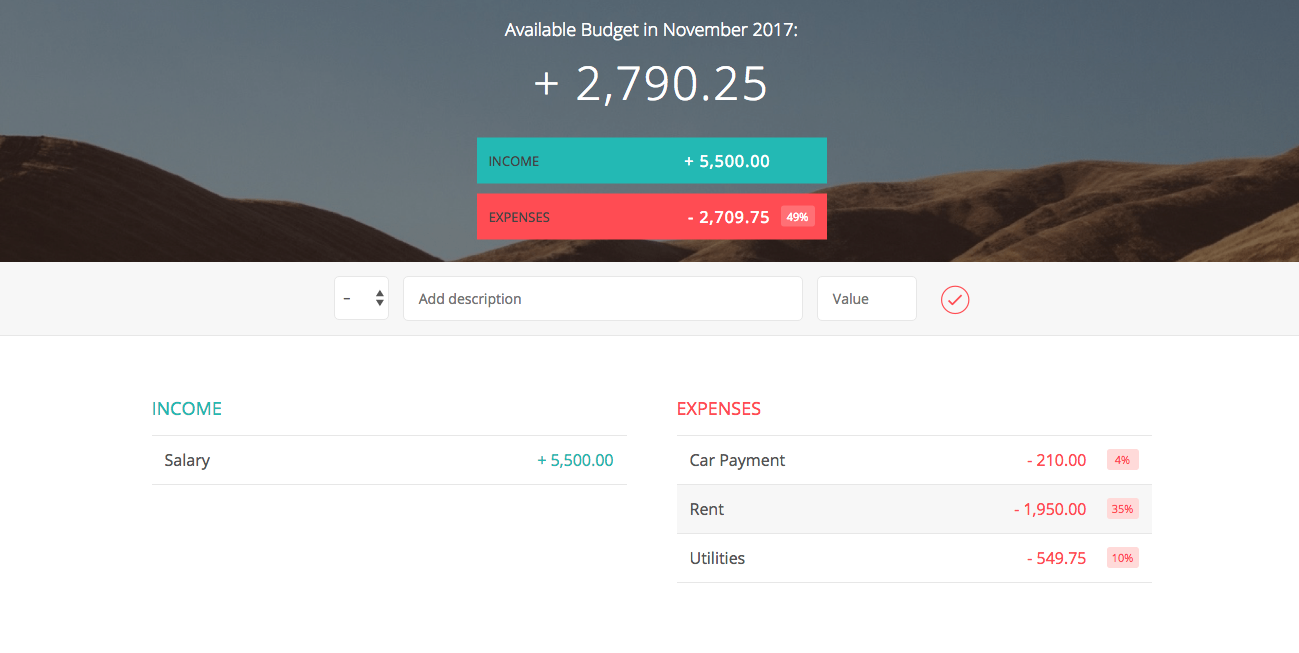 Available Budget in November 2017:
+ 2,790.25
INCOME + 5,500.00
EXPENSES - 2,709.75 49%
– Add description Value
INCOME
Salary + 5,500.00
EXPENSES
Car Payment - 210.00 4%
Rent - 1,950.00 35%
Utilities - 549.75 10%